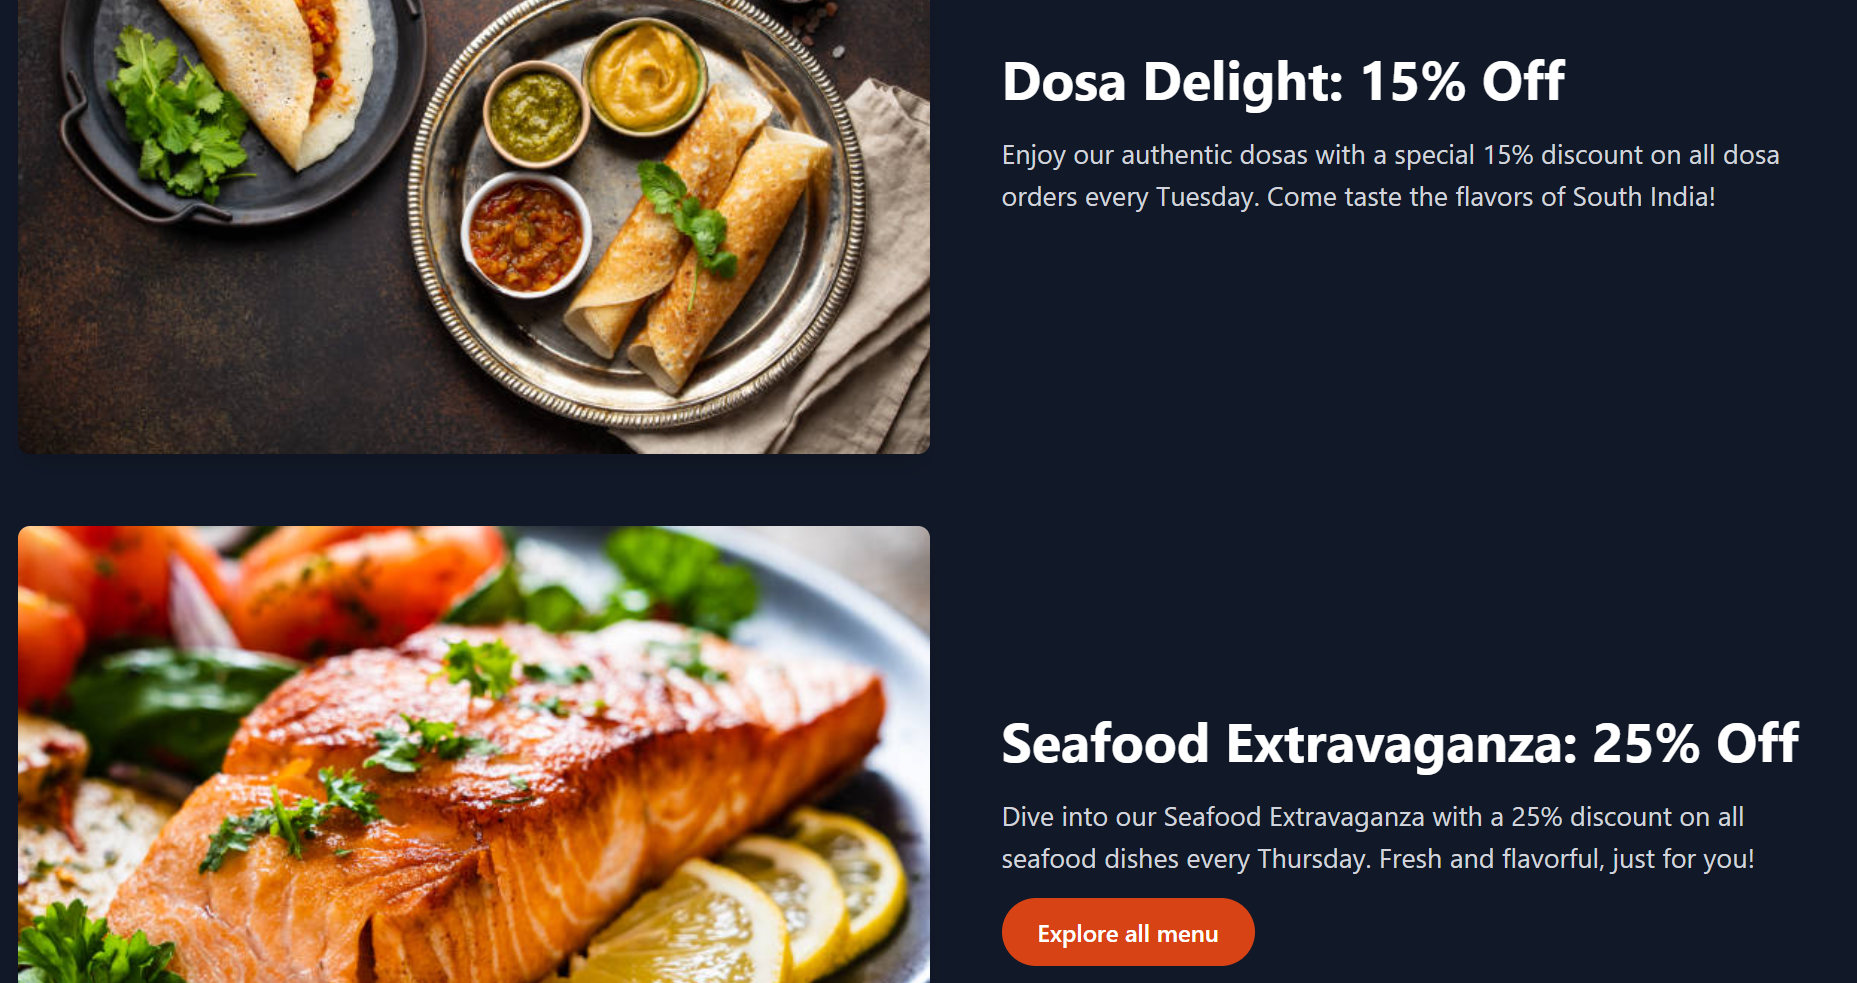 Dosa Delight: 15% Off
Enjoy our authentic dosas with a special 15% discount on all dosa
orders every Tuesday. Come taste the flavors of South India!
Seafood Extravaganza: 25% Off
Dive into our Seafood Extravaganza with a 25% discount on all
seafood dishes every Thursday. Fresh and flavorful, just for you!
Explore all menu